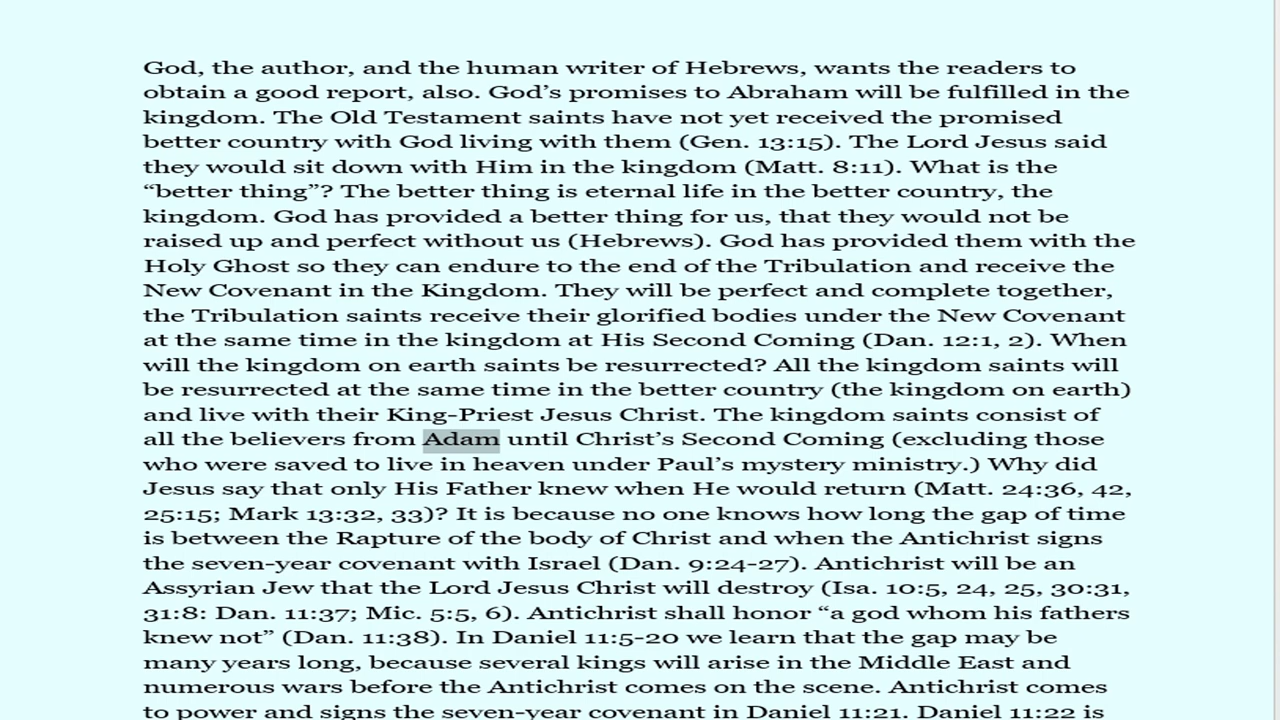 God, the author, and the human writer of Hebrews, wants the readers to
obtain a good report, also. God’s promises to Abraham will be fulfilled in the
kingdom. The Old Testament saints have not yet received the promised
better country with God living with them (Gen. 13:15). The Lord Jesus said
they would sit down with Him in the kingdom (Matt. 8:11). What is the
“better thing”? The better thing is eternal life in the better country, the
kingdom. God has provided a better thing for us, that they would not be
raised up and perfect without us (Hebrews). God has provided them with the
Holy Ghost so they can endure to the end of the Tribulation and receive the
New Covenant in the Kingdom. They will be perfect and complete together,
the Tribulation saints receive their glorified bodies under the New Covenant
at the same time in the kingdom at His Second Coming (Dan. 12:1, 2). When
will the kingdom on earth saints be resurrected? All the kingdom saints will
be resurrected at the same time in the better country (the kingdom on earth)
and live with their King-Priest Jesus Christ. The kingdom saints consist of
all the believers from Adam until Christ’s Second Coming (excluding those
who were saved to live in heaven under Paul’s mystery ministry.) Why did
Jesus say that only His Father knew when He would return (Matt. 24:36, 42,
25:15; Mark 13:32, 33)? It is because no one knows how long the gap of time
is between the Rapture of the body of Christ and when the Antichrist signs
the seven-year covenant with Israel (Dan. 9:24-27). Antichrist will be an
Assyrian Jew that the Lord Jesus Christ will destroy (Isa. 10:5, 24, 25, 30:31,
31:8: Dan. 11:37; Mic. 5:5, 6). Antichrist shall honor “a god whom his fathers
knew not” (Dan. 11:38). In Daniel 11:5-20 we learn that the gap may be
many years long, because several kings will arise in the Middle East and
numerous wars before the Antichrist comes on the scene. Antichrist comes
to power and signs the seven-year covenant in Daniel 11:21. Daniel 11:22 is